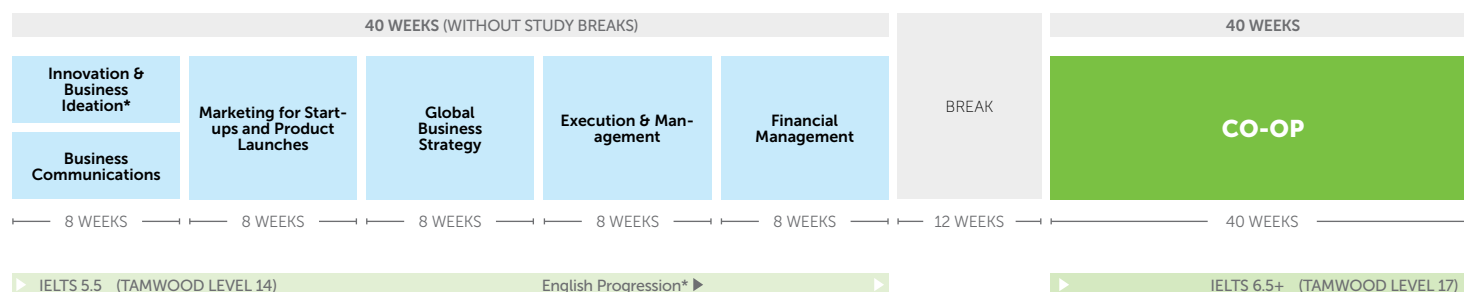 40 WEEKS (WITHOUT STUDY BREAKS)
40 WEEKS
Innovation &
Business
Ideation*
Business
Communications
Marketing for Start-
ups and Product
Launches
Global
Business
Strategy
Execution & Man-
agement
Financial
Management
BREAK
CO-OP
8 WEEKS
8 WEEKS
8 WEEKS
8 WEEKS
8 WEEKS
12 WEEKS
40 WEEKS
IELTS 5.5 (TAMWOOD LEVEL 14)
English Progression*
IELTS 6.5+ (TAMWOOD LEVEL 17)